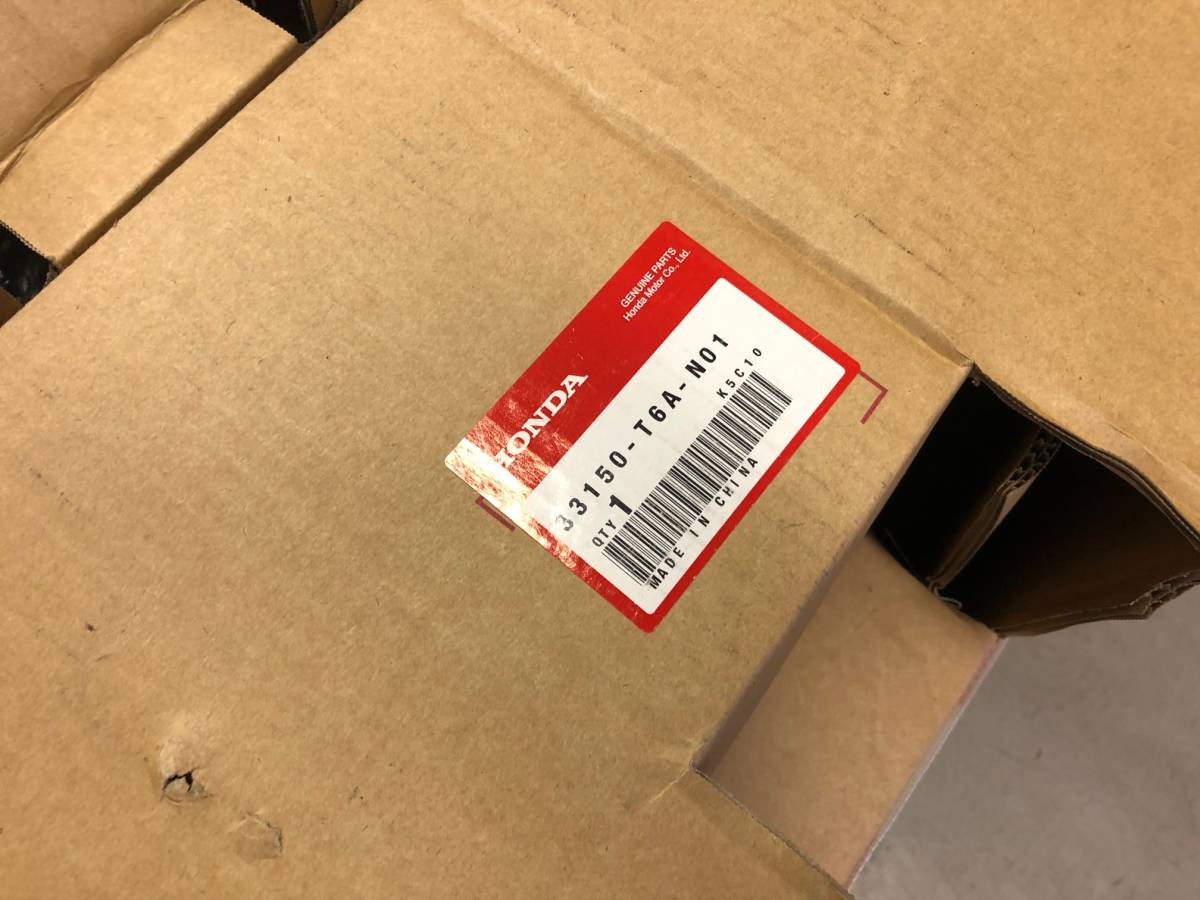 GENUINE PARTS
Honda Motor Co., Ltd.
HONDA
33150-T6A-N01
K5C10
QTY 1
MADE IN CHINA